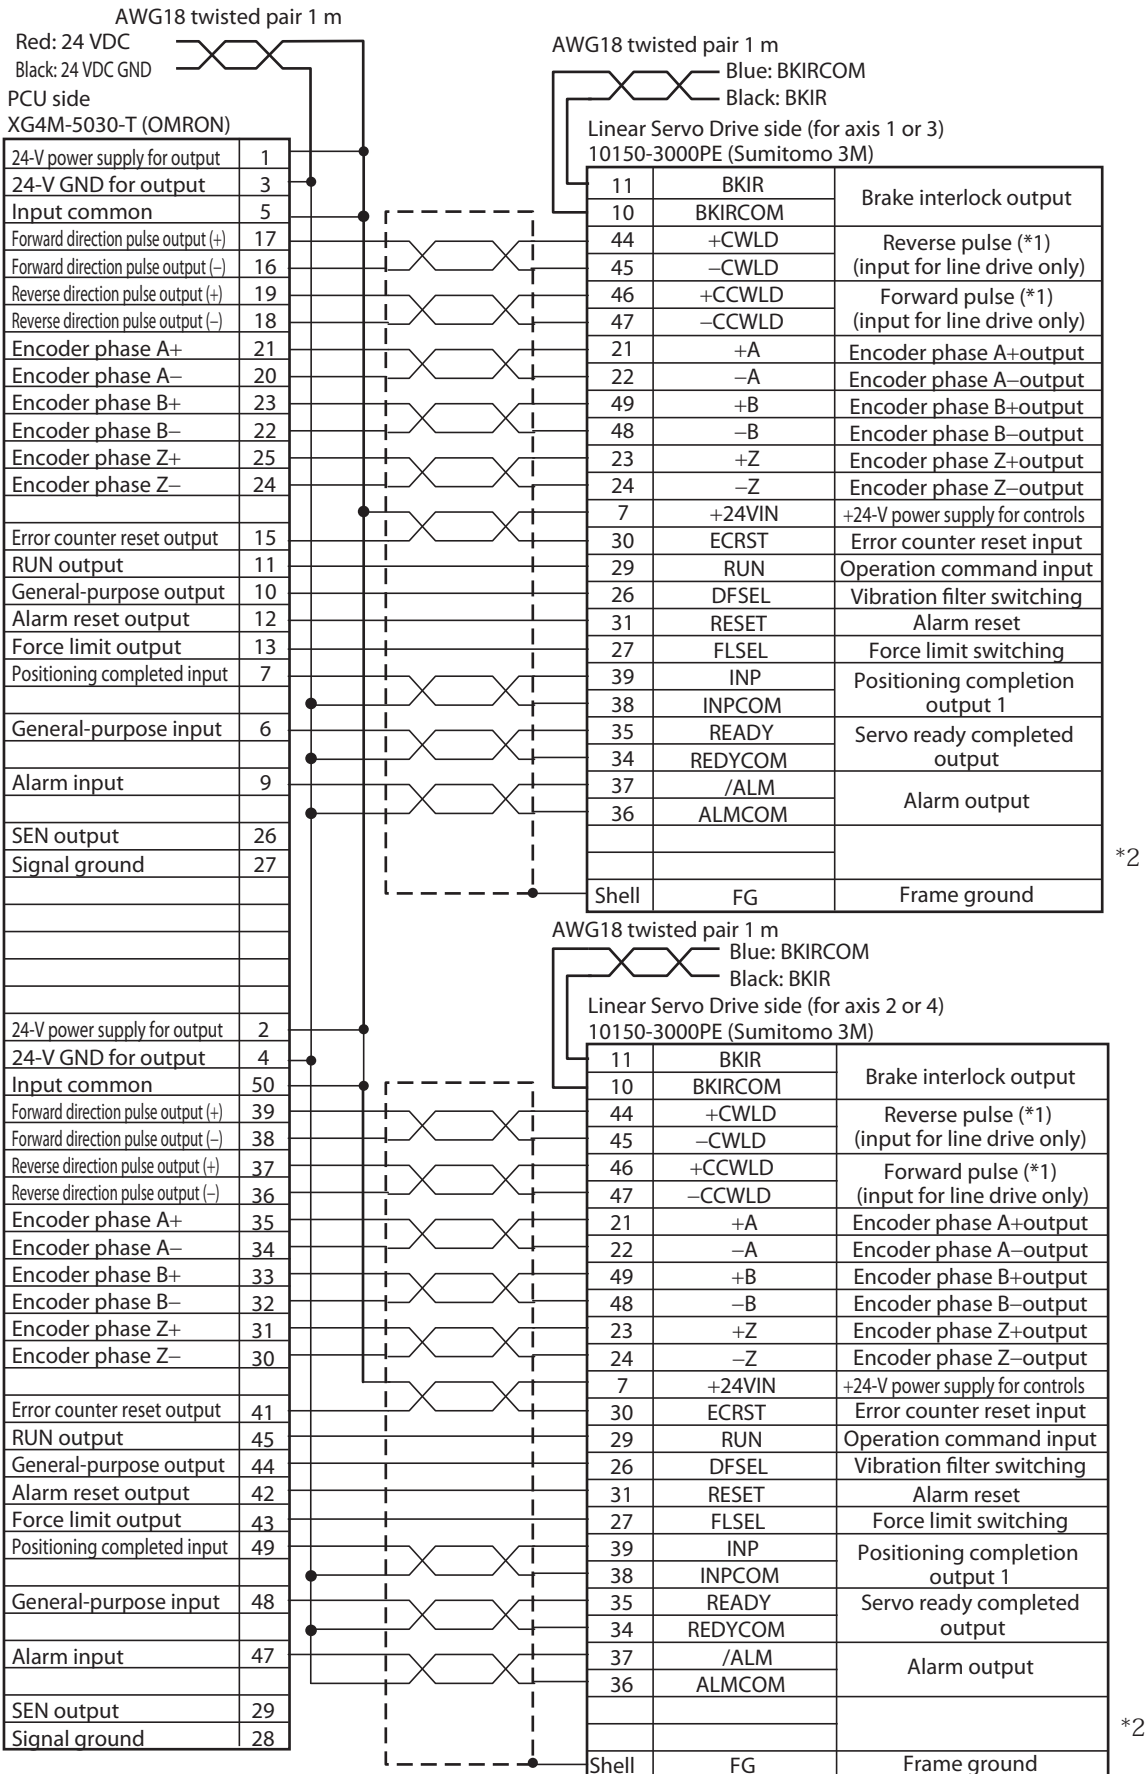 AWG18 twisted pair 1 m
Red: 24 VDC
Black: 24 VDC GND
PCU side
XG4M-5030-T (OMRON)
24-V power supply for output 1
24-V GND for output 3
Input common 5
Forward direction pulse output (+) 17
Forward direction pulse output (−) 16
Reverse direction pulse output (+) 19
Reverse direction pulse output (−) 18
Encoder phase A+ 21
Encoder phase A− 20
Encoder phase B+ 23
Encoder phase B− 22
Encoder phase Z+ 25
Encoder phase Z− 24
Error counter reset output 15
RUN output 11
General-purpose output 10
Alarm reset output 12
Force limit output 13
Positioning completed input 7
General-purpose input 6
Alarm input 9
SEN output 26
Signal ground 27
24-V power supply for output 2
24-V GND for output 4
Input common 50
Forward direction pulse output (+) 39
Forward direction pulse output (−) 38
Reverse direction pulse output (+) 37
Reverse direction pulse output (−) 36
Encoder phase A+ 35
Encoder phase A− 34
Encoder phase B+ 33
Encoder phase B− 32
Encoder phase Z+ 31
Encoder phase Z− 30
Error counter reset output 41
RUN output 45
General-purpose output 44
Alarm reset output 42
Force limit output 43
Positioning completed input 49
General-purpose input 48
Alarm input 47
SEN output 29
Signal ground 28
AWG18 twisted pair 1 m
Blue: BKIRCOM
Black: BKIR
Linear Servo Drive side (for axis 1 or 3)
10150-3000PE (Sumitomo 3M)
11 BKIR
Brake interlock output
10 BKIRCOM
44 +CWLD Reverse pulse (*1)
45 −CWLD (input for line drive only)
46 +CCWLD Forward pulse (*1)
47 −CCWLD (input for line drive only)
21 +A Encoder phase A+output
22 −A Encoder phase A−output
49 +B Encoder phase B+output
48 −B Encoder phase B−output
23 +Z Encoder phase Z+output
24 −Z Encoder phase Z−output
7 +24VIN +24-V power supply for controls
30 ECRST Error counter reset input
29 RUN Operation command input
26 DFSEL Vibration filter switching
31 RESET Alarm reset
27 FLSEL Force limit switching
39 INP Positioning completion
38 INPCOM output 1
35 READY Servo ready completed
34 REDYCOM output
37 /ALM
Alarm output
36 ALMCOM
*2
Shell FG Frame ground
AWG18 twisted pair 1 m
Blue: BKIRCOM
Black: BKIR
Linear Servo Drive side (for axis 2 or 4)
10150-3000PE (Sumitomo 3M)
11 BKIR
Brake interlock output
10 BKIRCOM
44 +CWLD Reverse pulse (*1)
45 −CWLD (input for line drive only)
46 +CCWLD Forward pulse (*1)
47 −CCWLD (input for line drive only)
21 +A Encoder phase A+output
22 −A Encoder phase A−output
49 +B Encoder phase B+output
48 −B Encoder phase B−output
23 +Z Encoder phase Z+output
24 −Z Encoder phase Z−output
7 +24VIN +24-V power supply for controls
30 ECRST Error counter reset input
29 RUN Operation command input
26 DFSEL Vibration filter switching
31 RESET Alarm reset
27 FLSEL Force limit switching
39 INP Positioning completion
38 INPCOM output 1
35 READY Servo ready completed
34 REDYCOM output
37 /ALM
Alarm output
36 ALMCOM
*2
Shell FG Frame ground